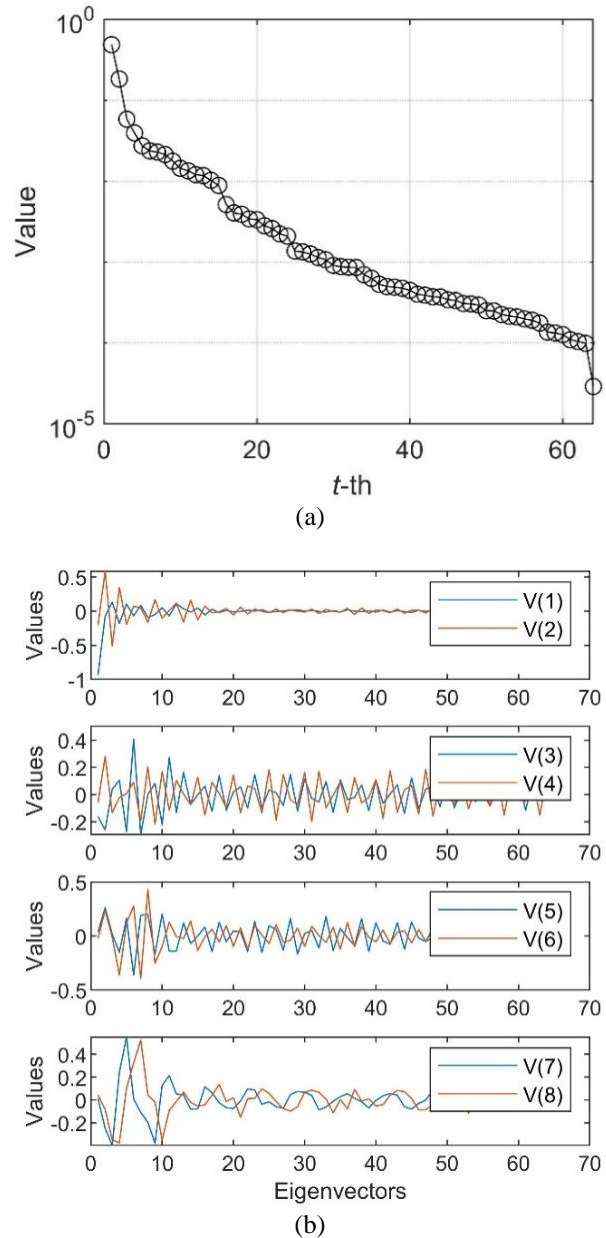 10^0
Value
10^-5
0 20 40 60
t-th
(a)
0.5
0
-0.5
-1
Values
V(1)
V(2)
0 10 20 30 40 50 60 70
0.4
0.2
0
-0.2
Values
V(3)
V(4)
0 10 20 30 40 50 60 70
0.5
0
-0.5
Values
V(5)
V(6)
0 10 20 30 40 50 60 70
0.4
0.2
0
-0.2
Values
V(7)
V(8)
0 10 20 30 40 50 60 70
Eigenvectors
(b)